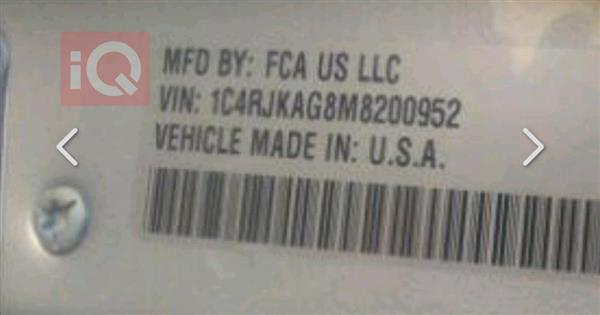 iQ
MFD BY: FCA US LLC
VIN: 1C4RJKAG8M8200952
VEHICLE MADE IN: U.S.A.